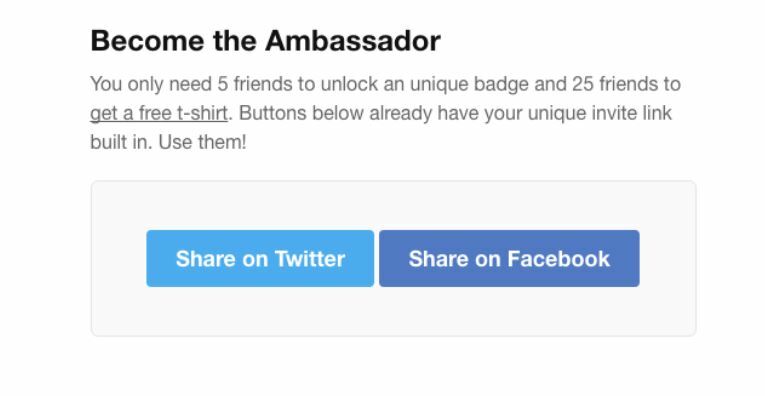 Become the Ambassador
You only need 5 friends to unlock an unique badge and 25 friends to
get a free t-shirt. Buttons below already have your unique invite link
built in. Use them!
Share on Twitter
Share on Facebook